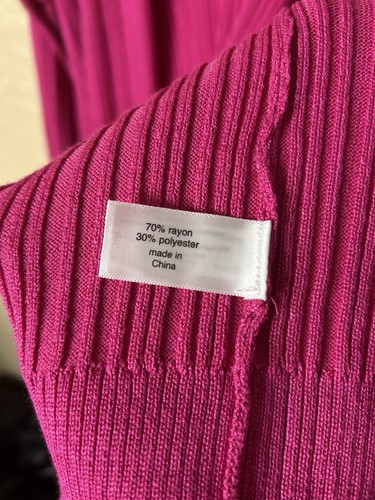 70% rayon
30% polyester
made in
China